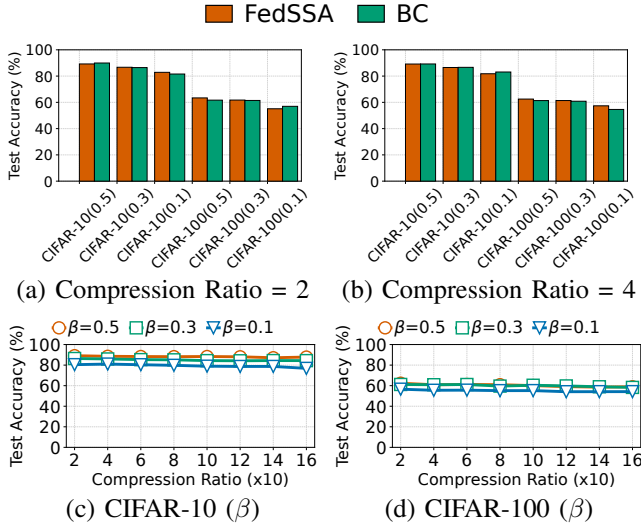 FedSSA BC
Test Accuracy (%)
100
80
60
40
20
0
CIFAR-10(0.5)
CIFAR-10(0.3)
CIFAR-10(0.1)
CIFAR-100(0.5)
CIFAR-100(0.3)
CIFAR-100(0.1)
(a) Compression Ratio = 2
Test Accuracy (%)
100
80
60
40
20
0
CIFAR-10(0.5)
CIFAR-10(0.3)
CIFAR-10(0.1)
CIFAR-100(0.5)
CIFAR-100(0.3)
CIFAR-100(0.1)
(b) Compression Ratio = 4
β=0.5 β=0.3 β=0.1
Test Accuracy (%)
100
80
60
40
20
0
2 4 6 8 10 12 14 16
Compression Ratio (x10)
(c) CIFAR-10 (β)
β=0.5 β=0.3 β=0.1
Test Accuracy (%)
100
80
60
40
20
0
2 4 6 8 10 12 14 16
Compression Ratio (x10)
(d) CIFAR-100 (β)